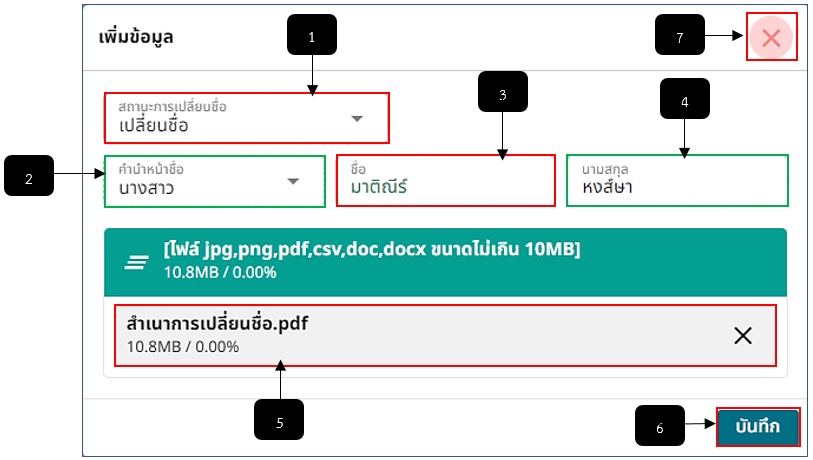 เพิ่มข้อมูล
1
7
สถานะการเปลี่ยนชื่อ
เปลี่ยนชื่อ
3
4
2
คำนำหน้าชื่อ
นางสาว
ชื่อ
มาติณีร์
นามสกุล
หงส์ษา
[ไฟล์ jpg,png,pdf,csv,doc,docx ขนาดไม่เกิน 10MB]
10.8MB / 0.00%
สำเนาการเปลี่ยนชื่อ.pdf
10.8MB / 0.00%
5
6
บันทึก